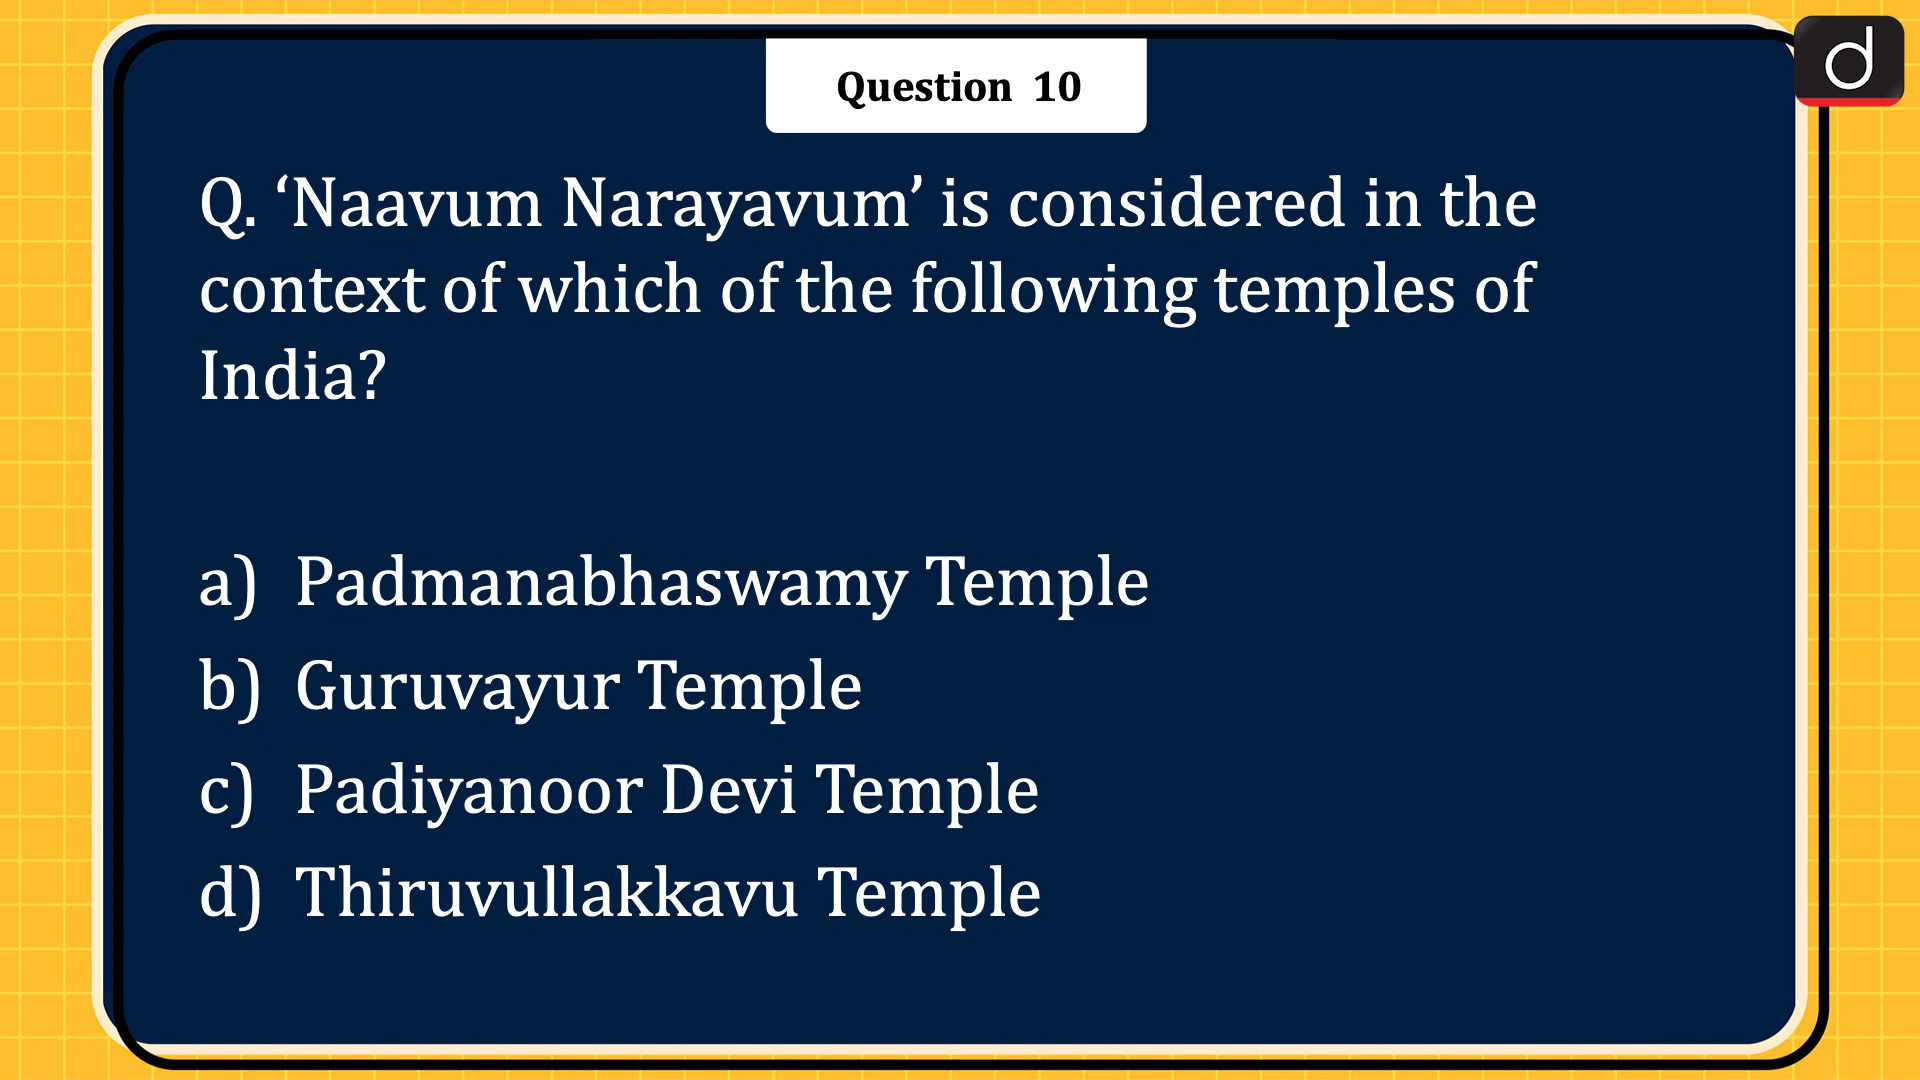 Question 10
d
Q. ‘Naavum Narayavum’ is considered in the
context of which of the following temples of
India?
a) Padmanabhaswamy Temple
b) Guruvayur Temple
c) Padiyanoor Devi Temple
d) Thiruvullakkavu Temple